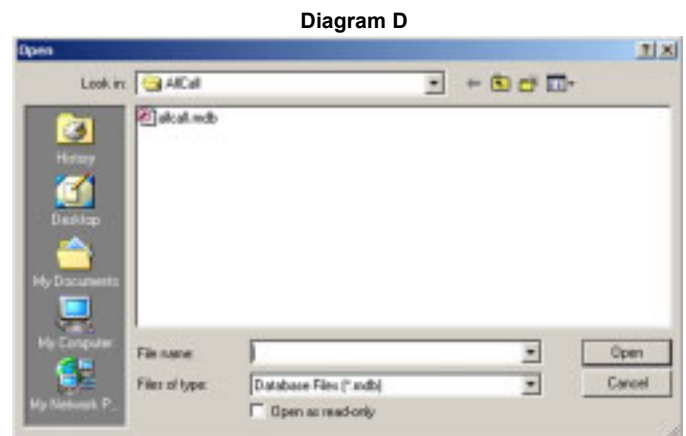 Diagram D
Open
Look in: AllCall
allcall.mdb
History
Desktop
My Documents
My Computer
My Network P...
File name:
Open
Files of type: Database Files (*.mdb)
Cancel
Open as read-only